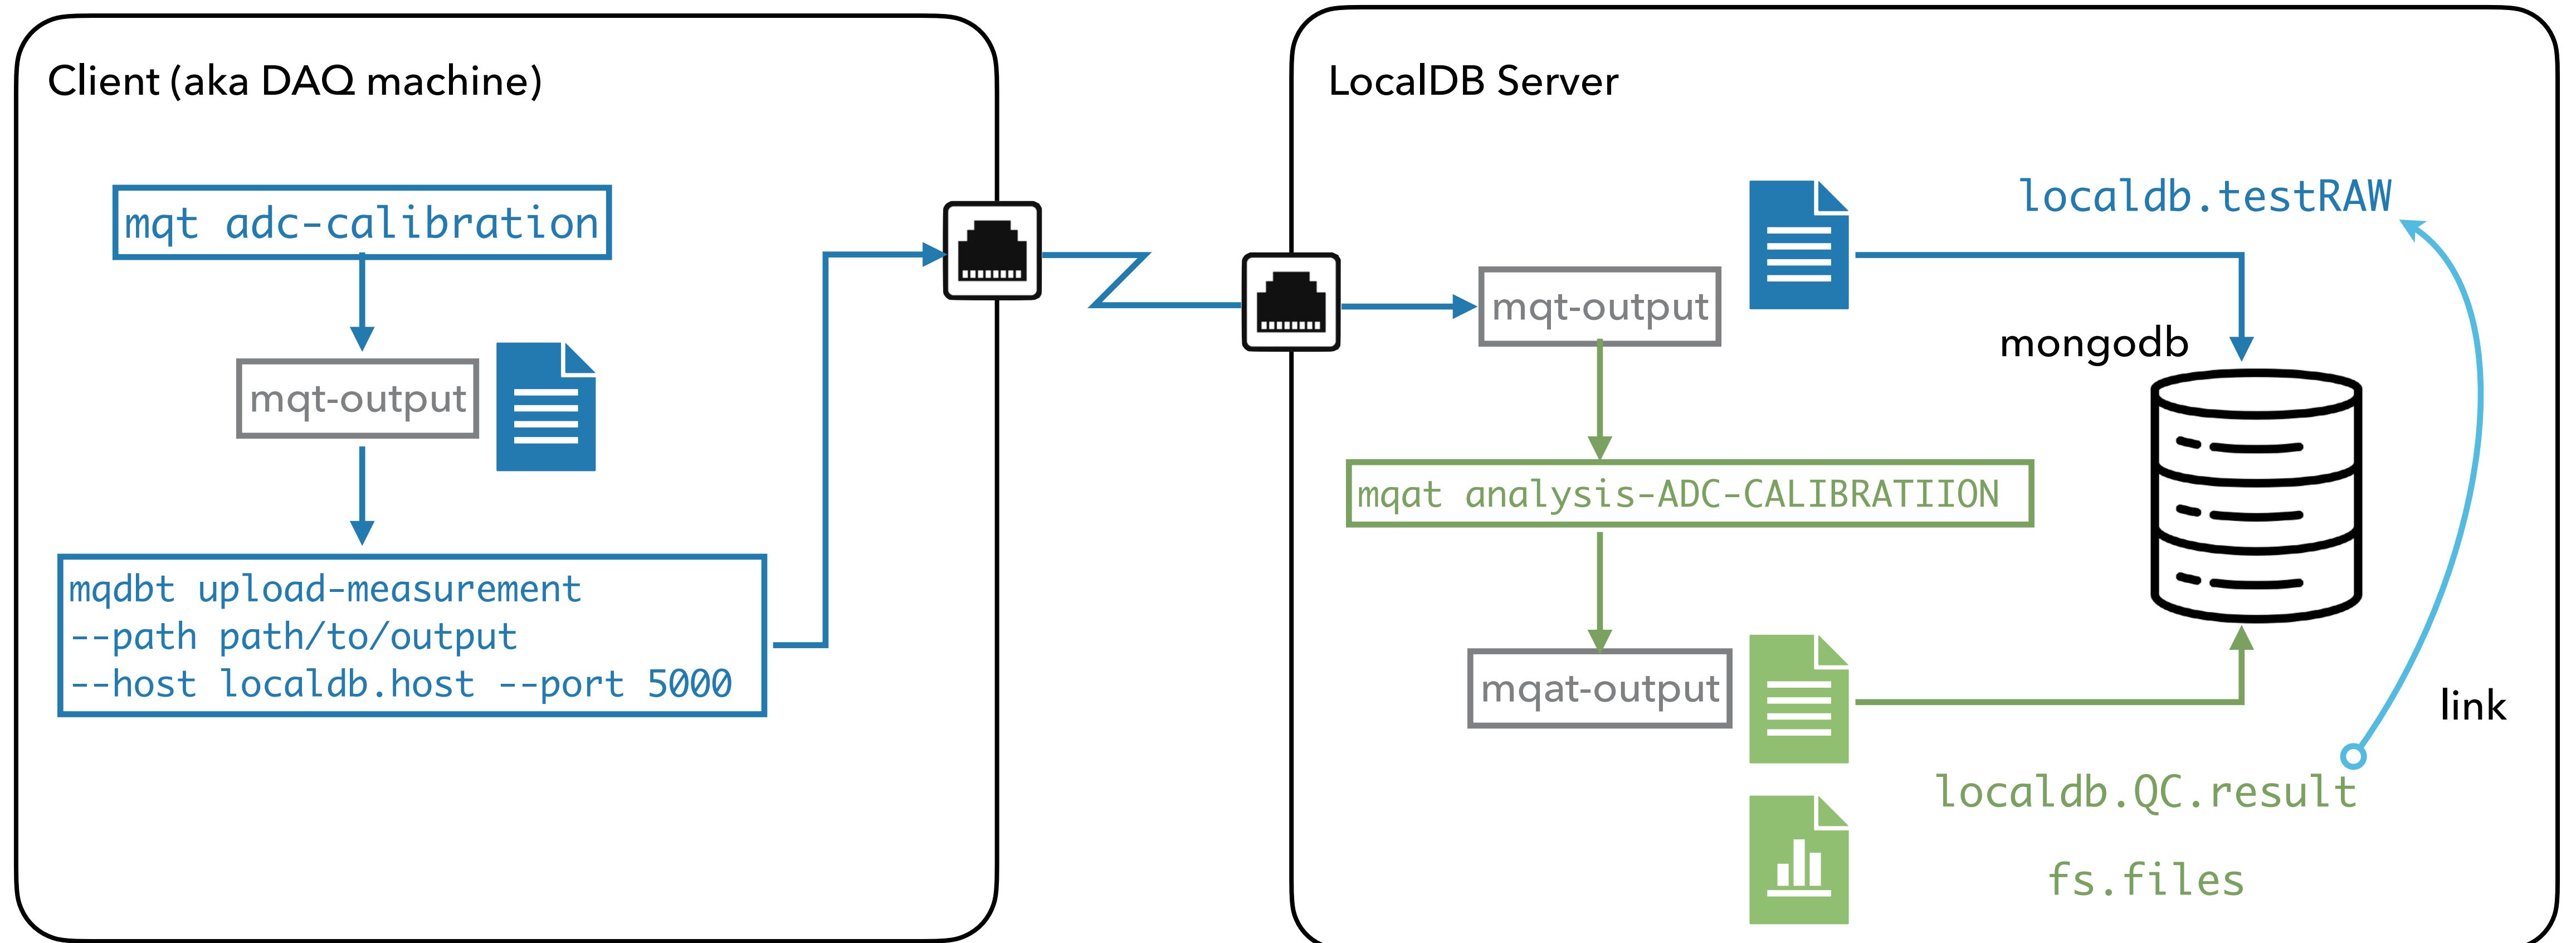 Client (aka DAQ machine)
mqt adc-calibration
mqt-output
mqdbt upload-measurement
--path path/to/output
--host localdb.host --port 5000
LocalDB Server
mqt-output
localdb.testRAW
mongodb
mqat analysis-ADC-CALIBRATIION
mqat-output
link
localdb.QC.result
fs.files